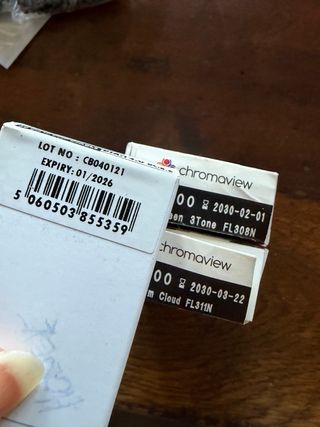 LOT NO : CB040121
EXPIRY: 01/2026
5 060503 855359
chromaview
00 2030-02-01
een 3Tone FL308N
chromaview
00 2030-03-22
m Cloud FL311N